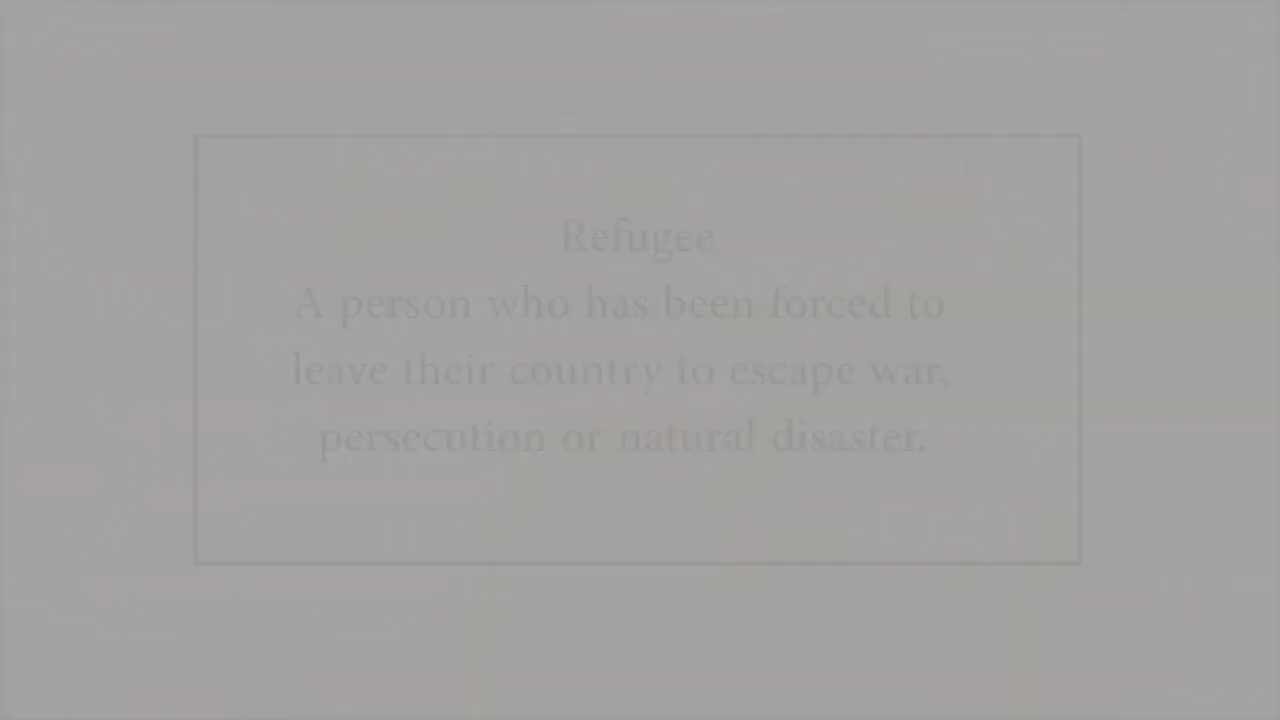 Refugee
A person who has been forced to
leave their country to escape war,
persecution or natural disaster.